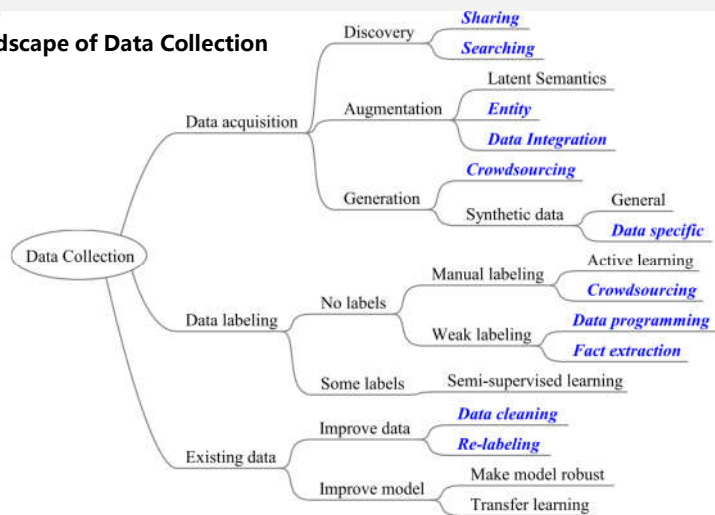 dscape of Data Collection
Data Collection
Data acquisition
Discovery
Sharing
Searching
Augmentation
Latent Semantics
Entity
Data Integration
Generation
Crowdsourcing
Synthetic data
General
Data specific
Data labeling
No labels
Manual labeling
Active learning
Crowdsourcing
Weak labeling
Data programming
Fact extraction
Some labels
Semi-supervised learning
Existing data
Improve data
Data cleaning
Re-labeling
Improve model
Make model robust
Transfer learning